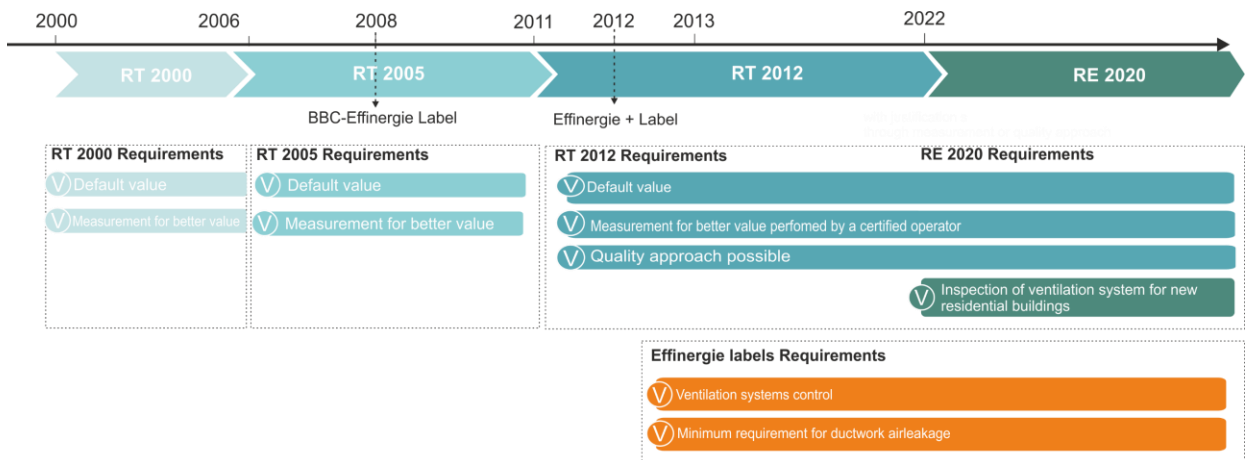 2000 2006 2008 2011 2012 2013 2022
RT 2000 RT 2005 RT 2012 RE 2020
BBC-Effinergie Label Effinergie + Label
RT 2000 Requirements
V Default value
V Measurement for better value
RT 2005 Requirements
V Default value
V Measurement for better value
RT 2012 Requirements RE 2020 Requirements
V Default value
V Measurement for better value perfomed by a certified operator
V Quality approach possible
V Inspection of ventilation system for new
residential buildings
Effinergie labels Requirements
V Ventilation systems control
V Minimum requirement for ductwork airleakage